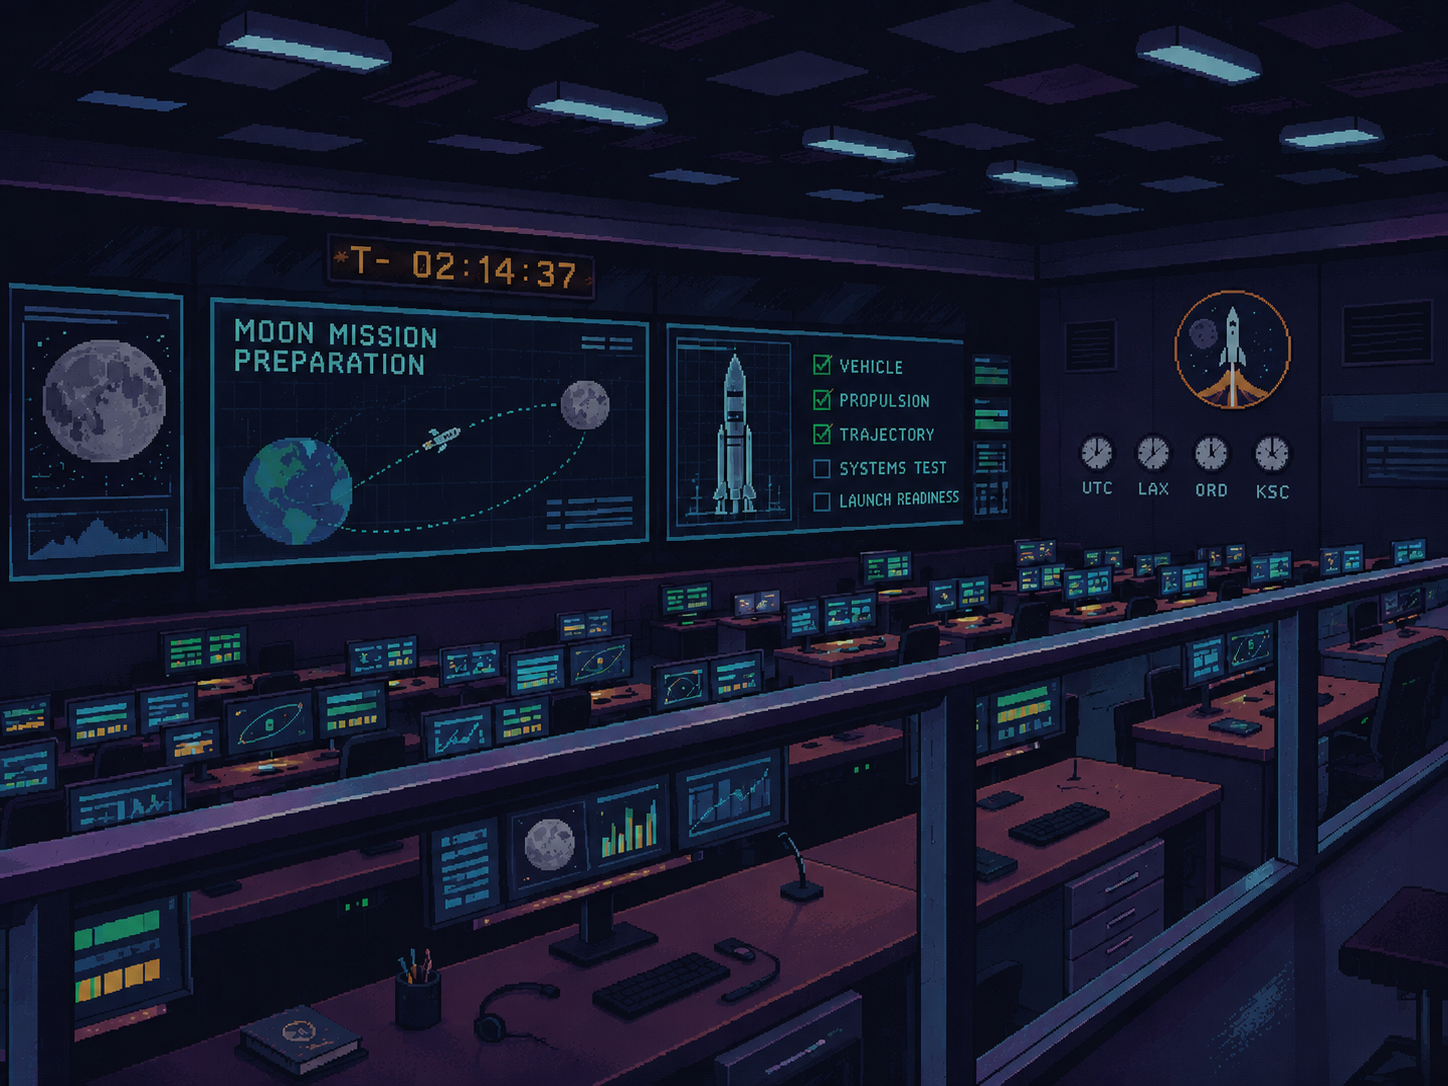 T- 02:14:37
MOON MISSION
PREPARATION
VEHICLE
PROPULSION
TRAJECTORY
SYSTEMS TEST
LAUNCH READINESS
UTC LAX ORD KSC